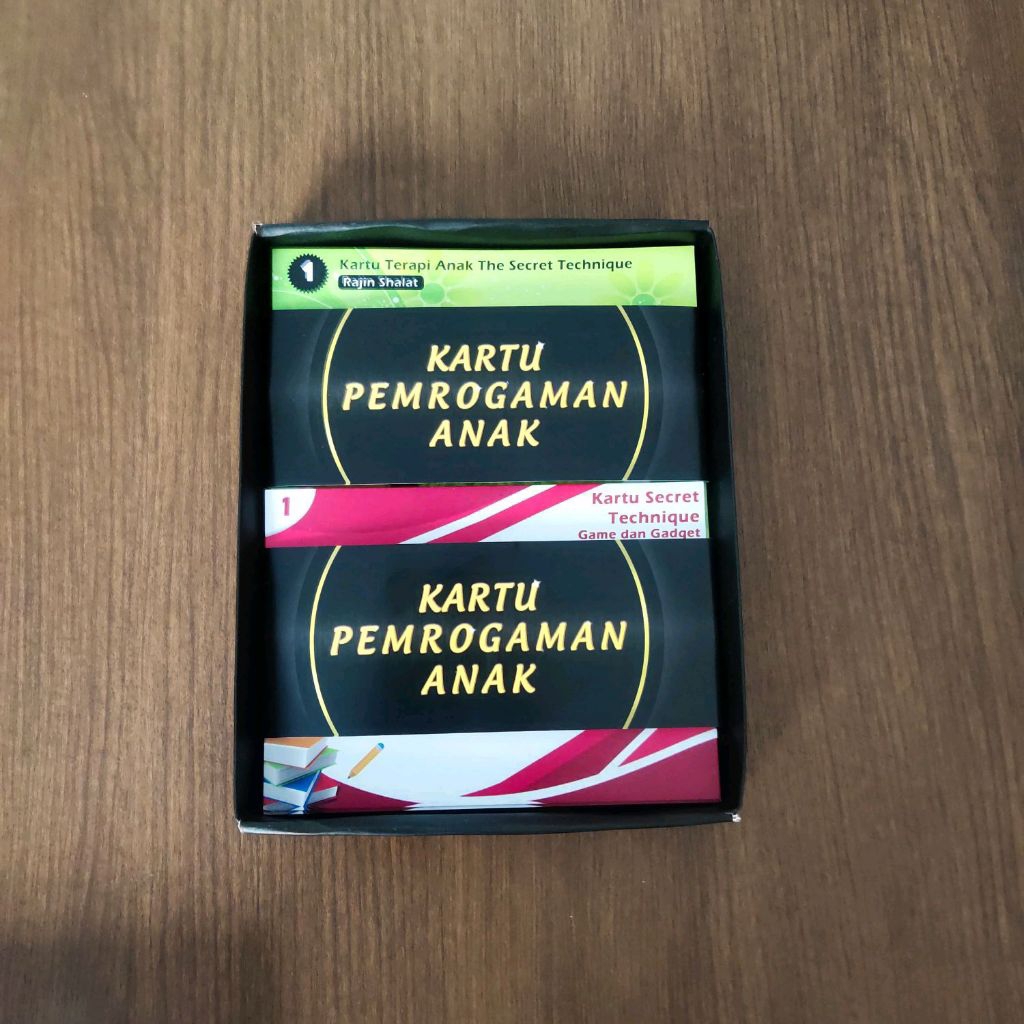 1
Kartu Terapi Anak The Secret Technique
Rajin Shalat
KARTU
PEMROGAMAN
ANAK
1
Kartu Secret
Technique
Game dan Gadget
KARTU
PEMROGAMAN
ANAK